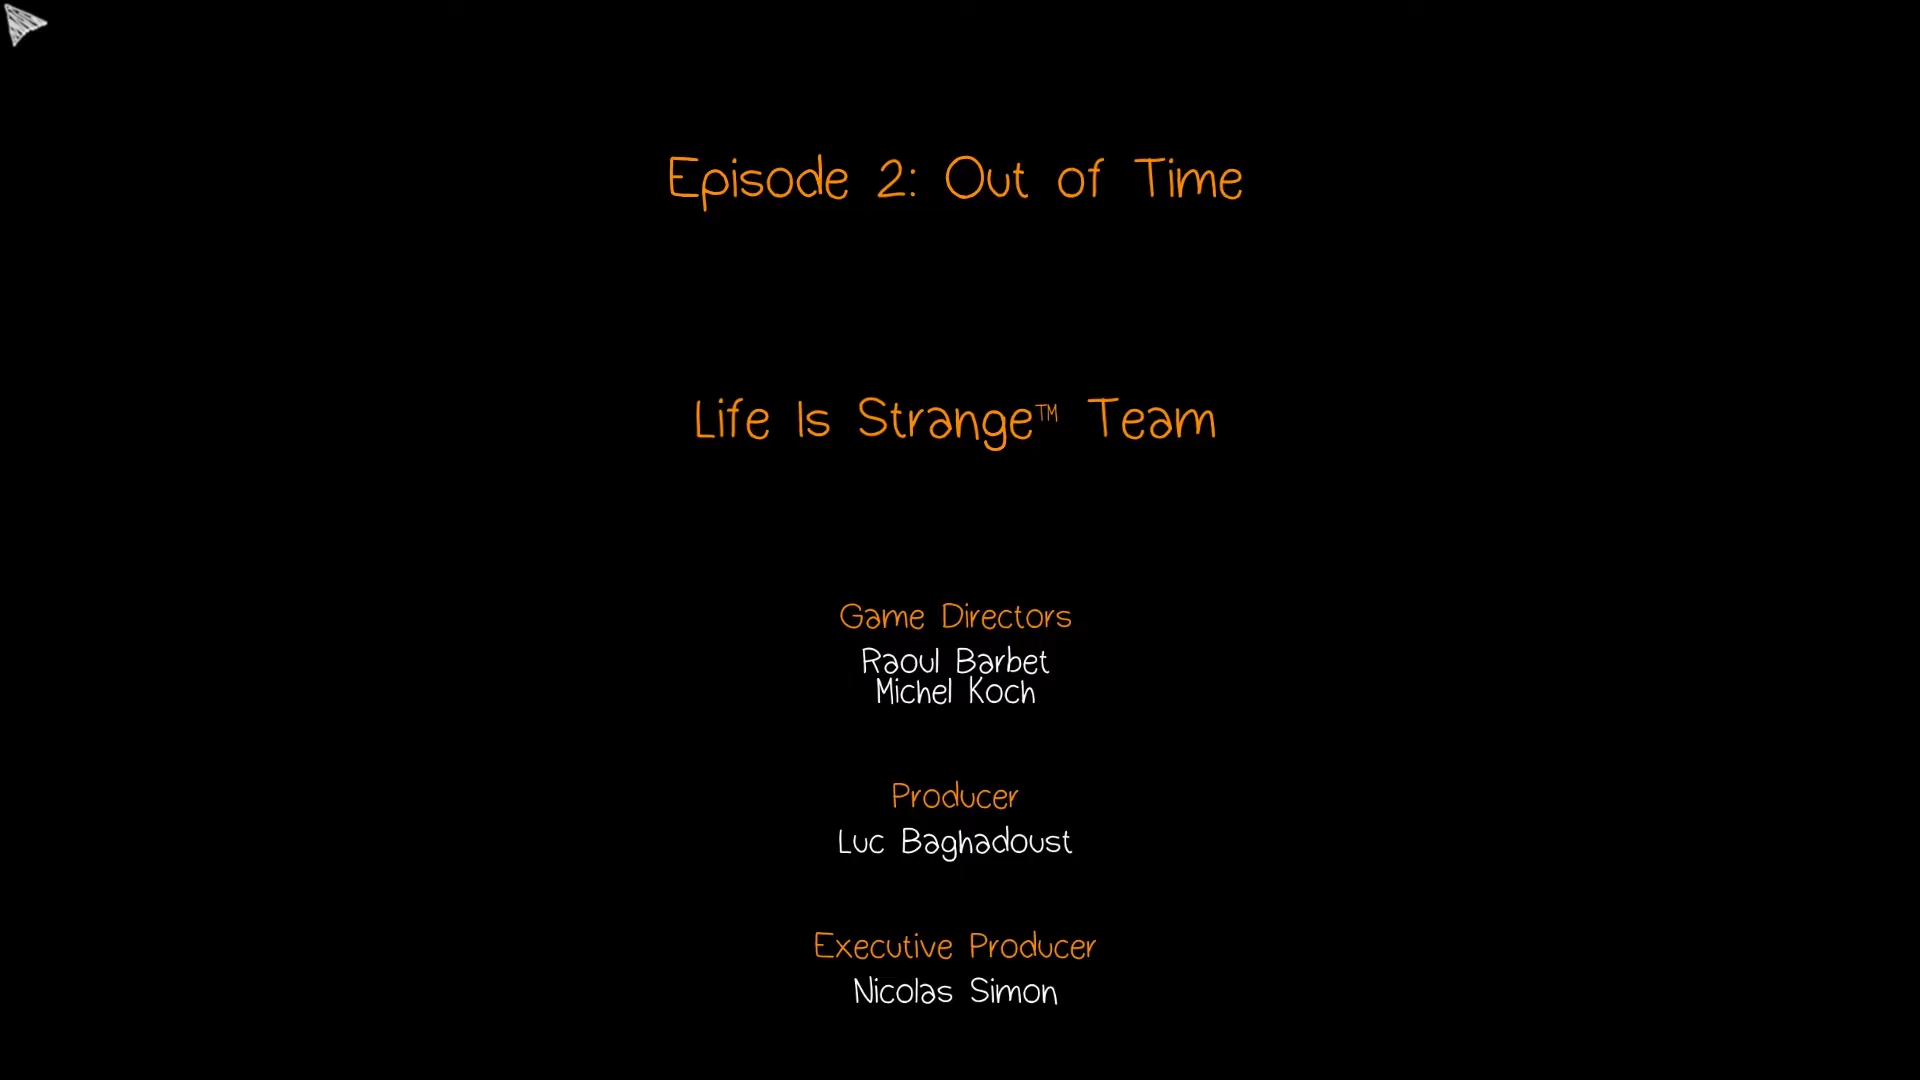 Episode 2: Out of Time
Life Is Strange™ Team
Game Directors
Raoul Barbet
Michel Koch
Producer
Luc Baghadoust
Executive Producer
Nicolas Simon